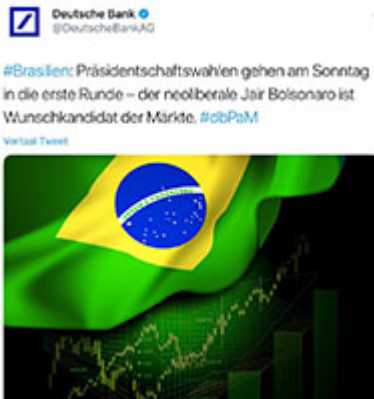 Deutsche Bank
@DeutscheBankAG
#Brasilien: Präsidentschaftswahlen gehen am Sonntag
in die erste Runde – der neoliberale Jair Bolsonaro ist
Wunschkandidat der Märkte. #dbPaM
Vertaal Tweet